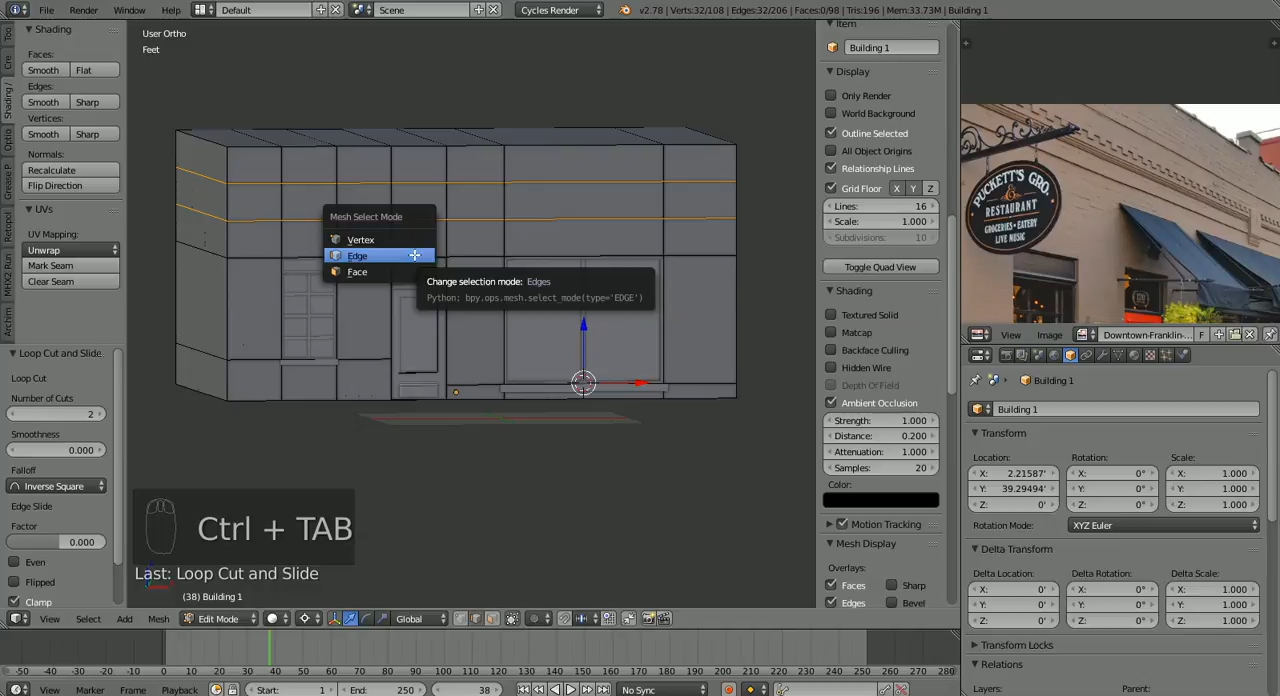 File Render Window Help Default Scene Cycles Render v2.78 | Verts:32/108 | Edges:32/206 | Faces:0/98 | Tris:196 | Mem:33.73M | Building 1
Shading
Faces:
Smooth Flat
Edges:
Smooth Sharp
Vertices:
Smooth Sharp
Normals:
Recalculate
Flip Direction
UVs
UV Mapping:
Unwrap
Mark Seam
Clear Seam
Loop Cut and Slide
Loop Cut
Number of Cuts
2
Smoothness
0.000
Falloff
Inverse Square
Edge Slide
Factor
0.000
Even
Flipped
Clamp
Too
Cre
Shading /
Optio
Grease P
Retopol
MHX2 Run
Archim
User Ortho
Feet
Mesh Select Mode
Vertex
Edge
Face
Change selection mode: Edges
Python: bpy.ops.mesh.select_mode(type='EDGE')
Ctrl + TAB
Last: Loop Cut and Slide
(38) Building 1
View Select Add Mesh Edit Mode Global
Item
Building 1
Display
Only Render
World Background
Outline Selected
All Object Origins
Relationship Lines
Grid Floor X Y Z
Lines: 16
Scale: 1.000
Subdivisions: 10
Toggle Quad View
Shading
Textured Solid
Matcap
Backface Culling
Hidden Wire
Depth Of Field
Ambient Occlusion
Strength: 1.000
Distance: 0.200
Attenuation: 1.000
Samples: 20
Color:
Motion Tracking
Mesh Display
Overlays:
Faces Sharp
Edges Bevel
PUCKETT'S GRO.
RESTAURANT
GROCERIES - EATERY
LIVE MUSIC
View Image Downtown-Franklin-... F
Building 1
Building 1
Transform
Location: Rotation: Scale:
X: 2.21587' X: 0° X: 1.000
Y: 39.29494' Y: 0° Y: 1.000
Z: 0' Z: 0° Z: 1.000
Rotation Mode: XYZ Euler
Delta Transform
Delta Location: Delta Rotation: Delta Scale:
X: 0' X: 0° X: 1.000
Y: 0' Y: 0° Y: 1.000
Z: 0' Z: 0° Z: 1.000
Transform Locks
Relations
Layers: Parent:
-50 -40 -30 -20 -10 0 10 20 30 40 50 60 70 80 90 100 110 120 130 140 150 160 170 180 190 200 210 220 230 240 250 260 270 280
View Marker Frame Playback Start: 1 End: 250 38 No Sync